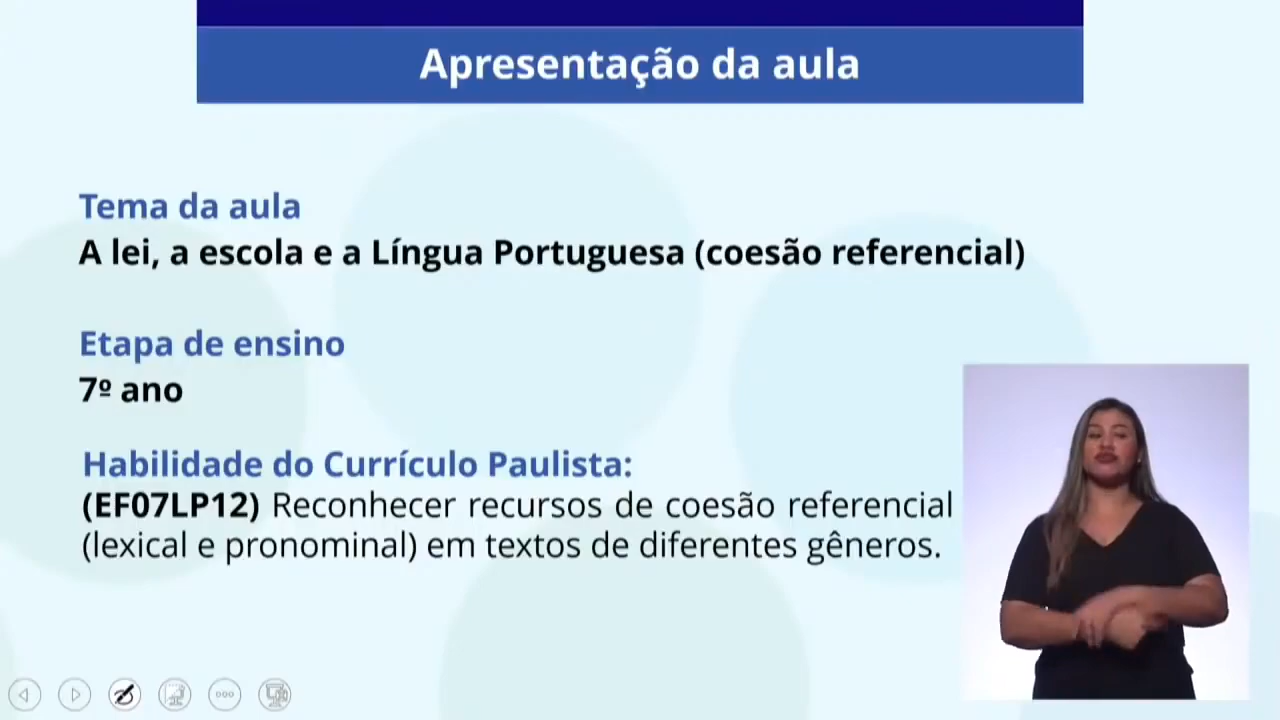 Apresentação da aula
Tema da aula
A lei, a escola e a Língua Portuguesa (coesão referencial)
Etapa de ensino
7º ano
Habilidade do Currículo Paulista:
(EF07LP12) Reconhecer recursos de coesão referencial
(lexical e pronominal) em textos de diferentes gêneros.